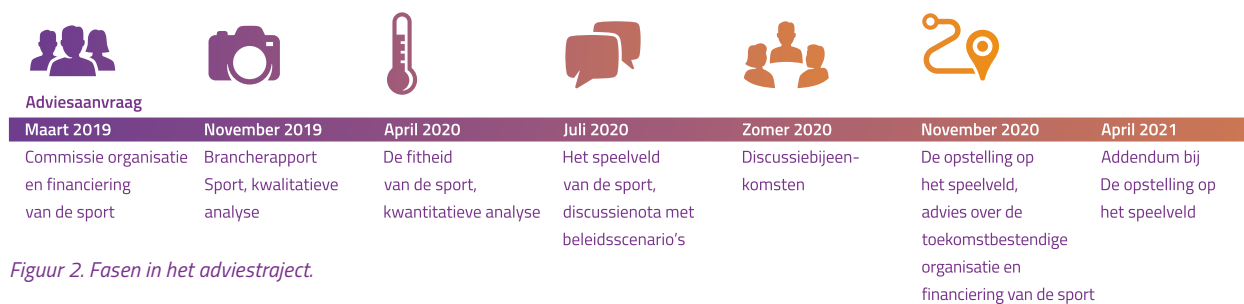 Adviesaanvraag
Maart 2019
Commissie organisatie
en financiering
van de sport
November 2019
Brancherapport
Sport, kwalitatieve
analyse
April 2020
De fitheid
van de sport,
kwantitatieve analyse
Juli 2020
Het speelveld
van de sport,
discussienota met
beleidsscenario's
Zomer 2020
Discussiebijeen-
komsten
November 2020
De opstelling op
het speelveld,
advies over de
toekomstbestendige
organisatie en
financiering van de sport
April 2021
Addendum bij
De opstelling op
het speelveld
Figuur 2. Fasen in het adviestraject.